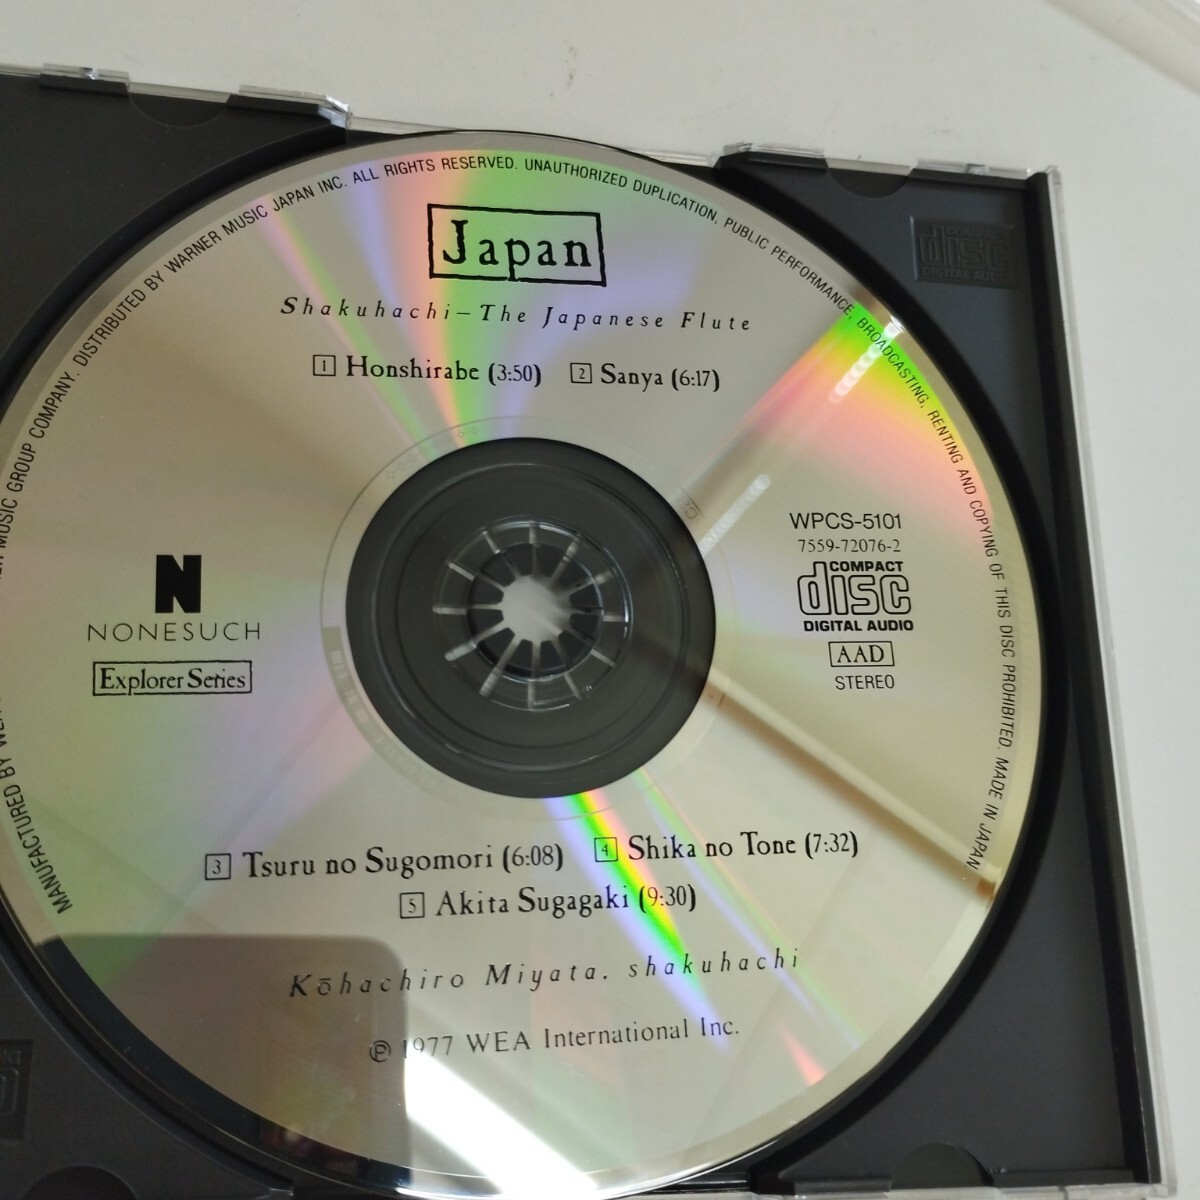 Japan
Shakuhachi – The Japanese Flute
1 Honshirabe (3:50) 2 Sanya (6:17)
N
NONESUCH
Explorer Series
WPCS-5101
7559-72076-2
COMPACT
disc
DIGITAL AUDIO
AAD
STEREO
3 Tsuru no Sugomori (6:08) 4 Shika no Tone (7:32)
5 Akita Sugagaki (9:30)
Kōhachiro Miyata, shakuhachi
℗ 1977 WEA International Inc.
MANUFACTURED BY
MUSIC GROUP COMPANY. DISTRIBUTED BY WARNER MUSIC JAPAN INC. ALL RIGHTS RESERVED. UNAUTHORIZED DUPLICATION, PUBLIC PERFORMANCE, BROADCASTING, RENTING AND COPYING OF THIS DISC PROHIBITED. MADE IN JAPAN
disc
DIGITAL AUDIO